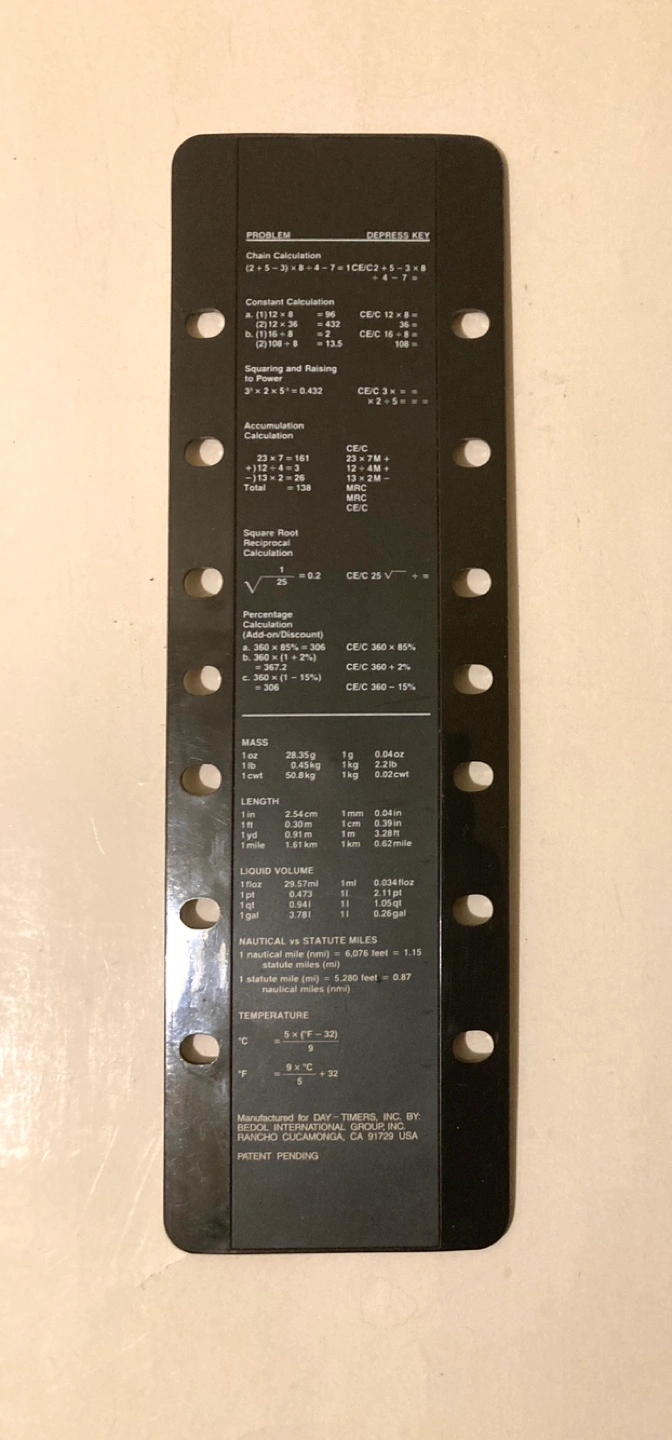 PROBLEM DEPRESS KEY
Chain Calculation
(2 + 5 − 3) × 8 ÷ 4 − 7 = 1 CE/C 2 + 5 − 3 × 8
÷ 4 − 7 =
Constant Calculation
a. (1) 12 × 8 = 96 CE/C 12 × 8 =
(2) 12 × 36 = 432 36 =
b. (1) 16 ÷ 8 = 2 CE/C 16 ÷ 8 =
(2) 108 ÷ 8 = 13.5 108 =
Squaring and Raising
to Power
× 2 × = 0.432 CE/C 3 × = =
× 2 ÷ 5 = = =
Accumulation
Calculation
CE/C
23 × 7 = 161 23 × 7 M +
+) 12 ÷ 4 = 3 12 ÷ 4 M +
−) 13 × 2 = 26 13 × 2 M −
Total = 138 MRC
MRC
CE/C
Square Root
Reciprocal
Calculation
√1/25 = 0.2 CE/C 25 √ ÷ =
Percentage
Calculation
(Add-on/Discount)
a. 360 × 85% = 306 CE/C 360 × 85%
b. 360 × (1 + 2%)
= 367.2 CE/C 360 + 2%
c. 360 × (1 − 15%)
= 306 CE/C 360 − 15%
MASS
1 oz 28.35 g 1 g 0.04 oz
1 lb 0.45 kg 1 kg 2.2 lb
1 cwt 50.8 kg 1 kg 0.02 cwt
LENGTH
1 in 2.54 cm 1 mm 0.04 in
1 ft 0.30 m 1 cm 0.39 in
1 yd 0.91 m 1 m 3.28 ft
1 mile 1.61 km 1 km 0.62 mile
LIQUID VOLUME
1 floz 29.57 ml 1 ml 0.034 floz
1 pt 0.473 1 l 2.11 pt
1 qt 0.94 l 1 l 1.05 qt
1 gal 3.78 l 1 l 0.26 gal
NAUTICAL vs STATUTE MILES
1 nautical mile (nmi) = 6,076 feet = 1.15
statute miles (mi)
1 statute mile (mi) = 5,280 feet = 0.87
nautical miles (nmi)
TEMPERATURE
°C = 5 × (°F − 32) / 9
°F = 9 × °C / 5 + 32
Manufactured for DAY-TIMERS, INC. BY:
BEDOL INTERNATIONAL GROUP, INC.
RANCHO CUCAMONGA, CA 91729 USA
PATENT PENDING